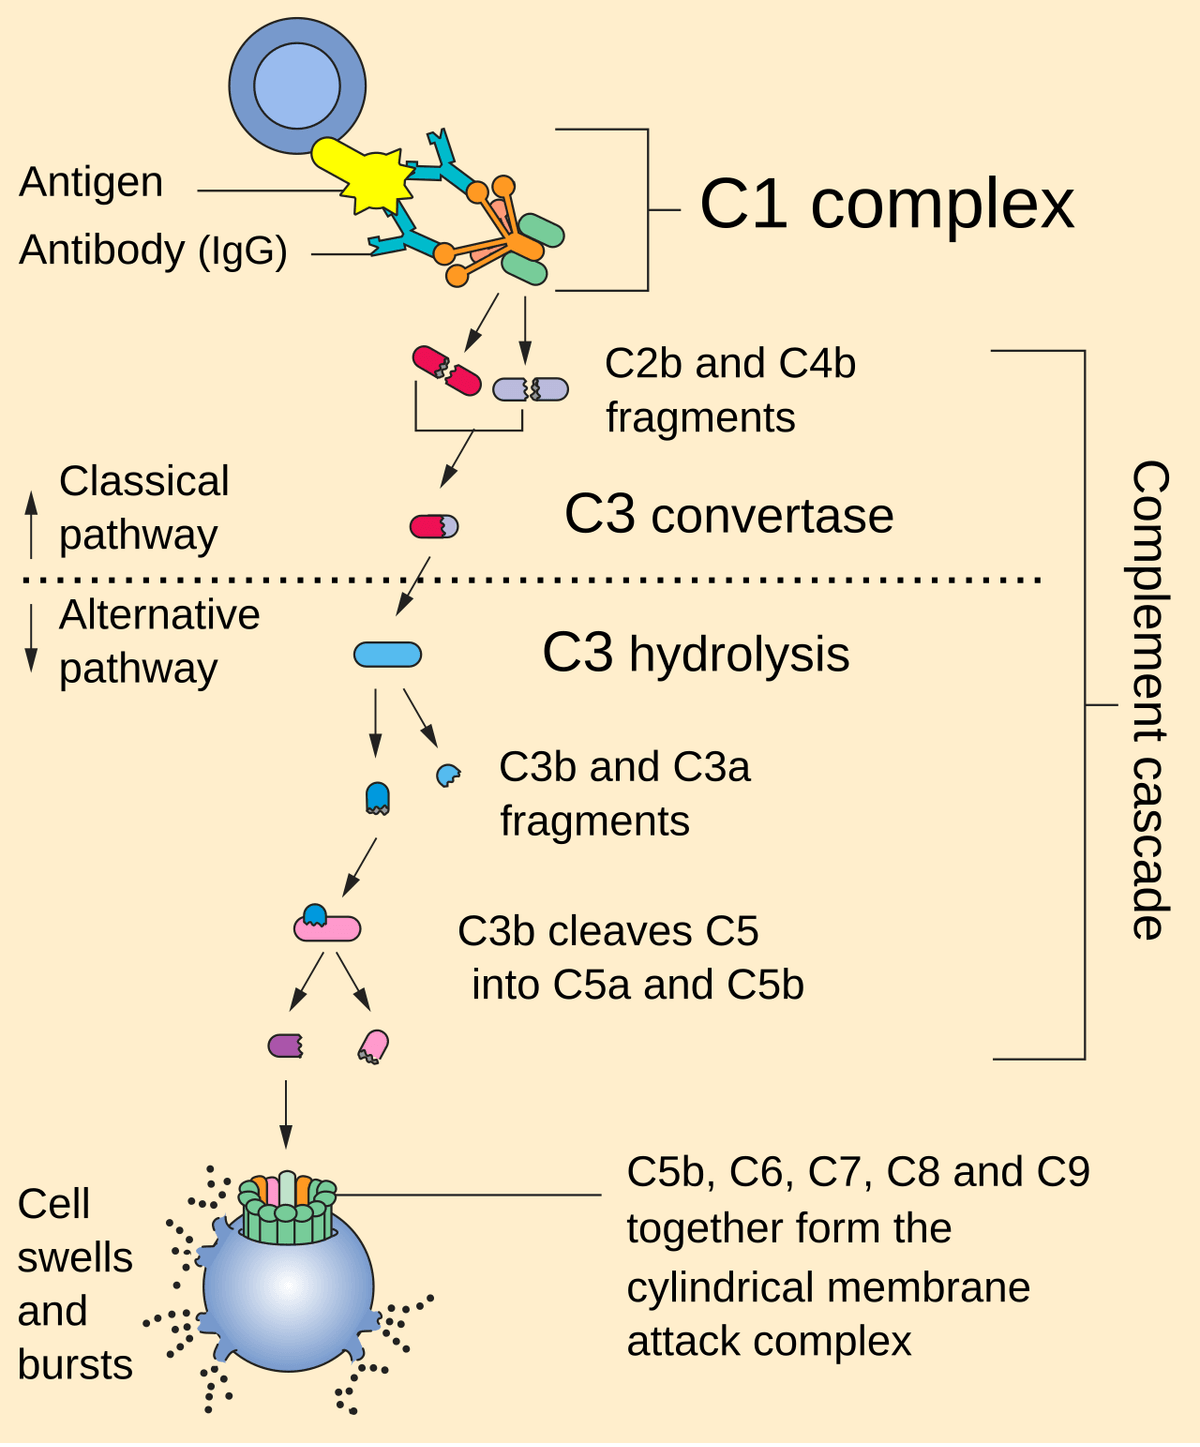 Antigen
Antibody (IgG)
C1 complex
C2b and C4b
fragments
Classical
pathway
C3 convertase
Alternative
pathway
C3 hydrolysis
C3b and C3a
fragments
C3b cleaves C5
into C5a and C5b
Complement cascade
Cell
swells
and
bursts
C5b, C6, C7, C8 and C9
together form the
cylindrical membrane
attack complex